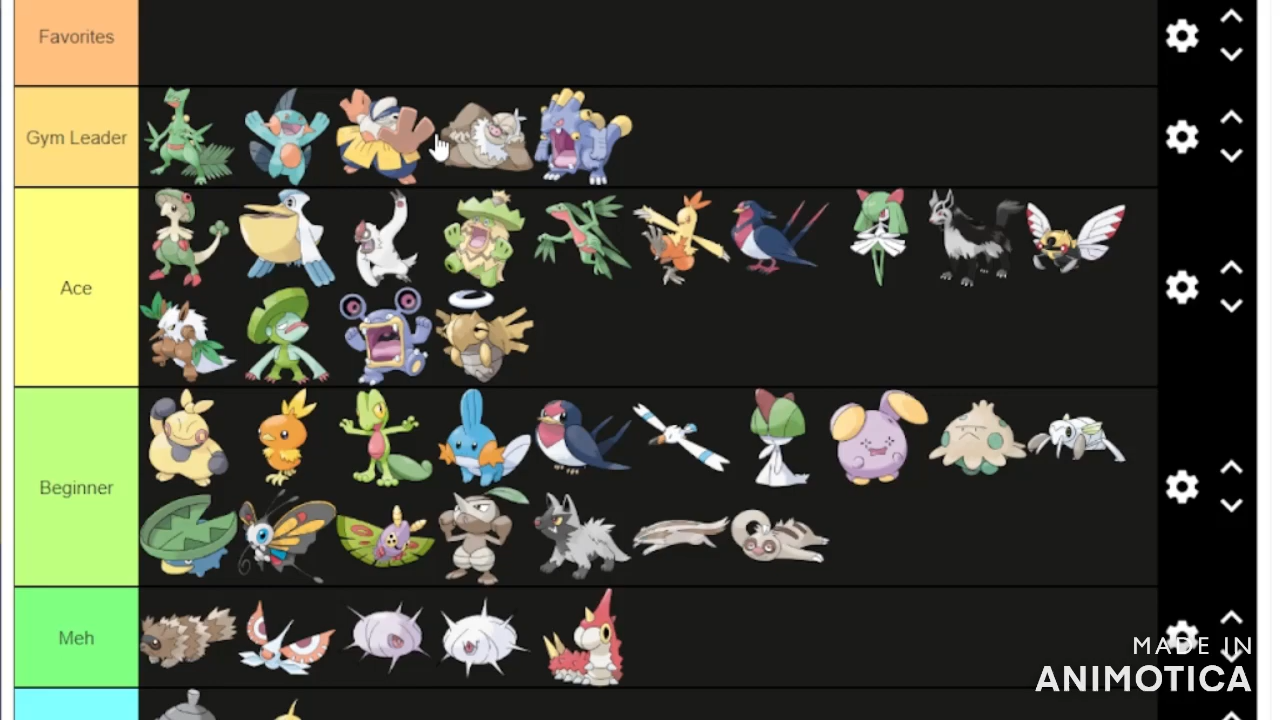 Favorites
Gym Leader
Ace
Beginner
Meh
MADE IN
ANIMOTICA